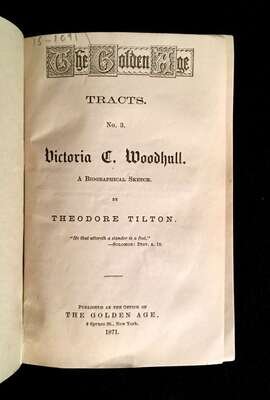 The Golden Age
TRACTS.
No. 3.
Victoria C. Woodhull.
A Biographical Sketch.
BY
THEODORE TILTON.
"He that uttereth a slander is a fool."
—Solomon: Prov. x. 18.
Published at the Office of
THE GOLDEN AGE,
9 Spruce St., New York.
1871.